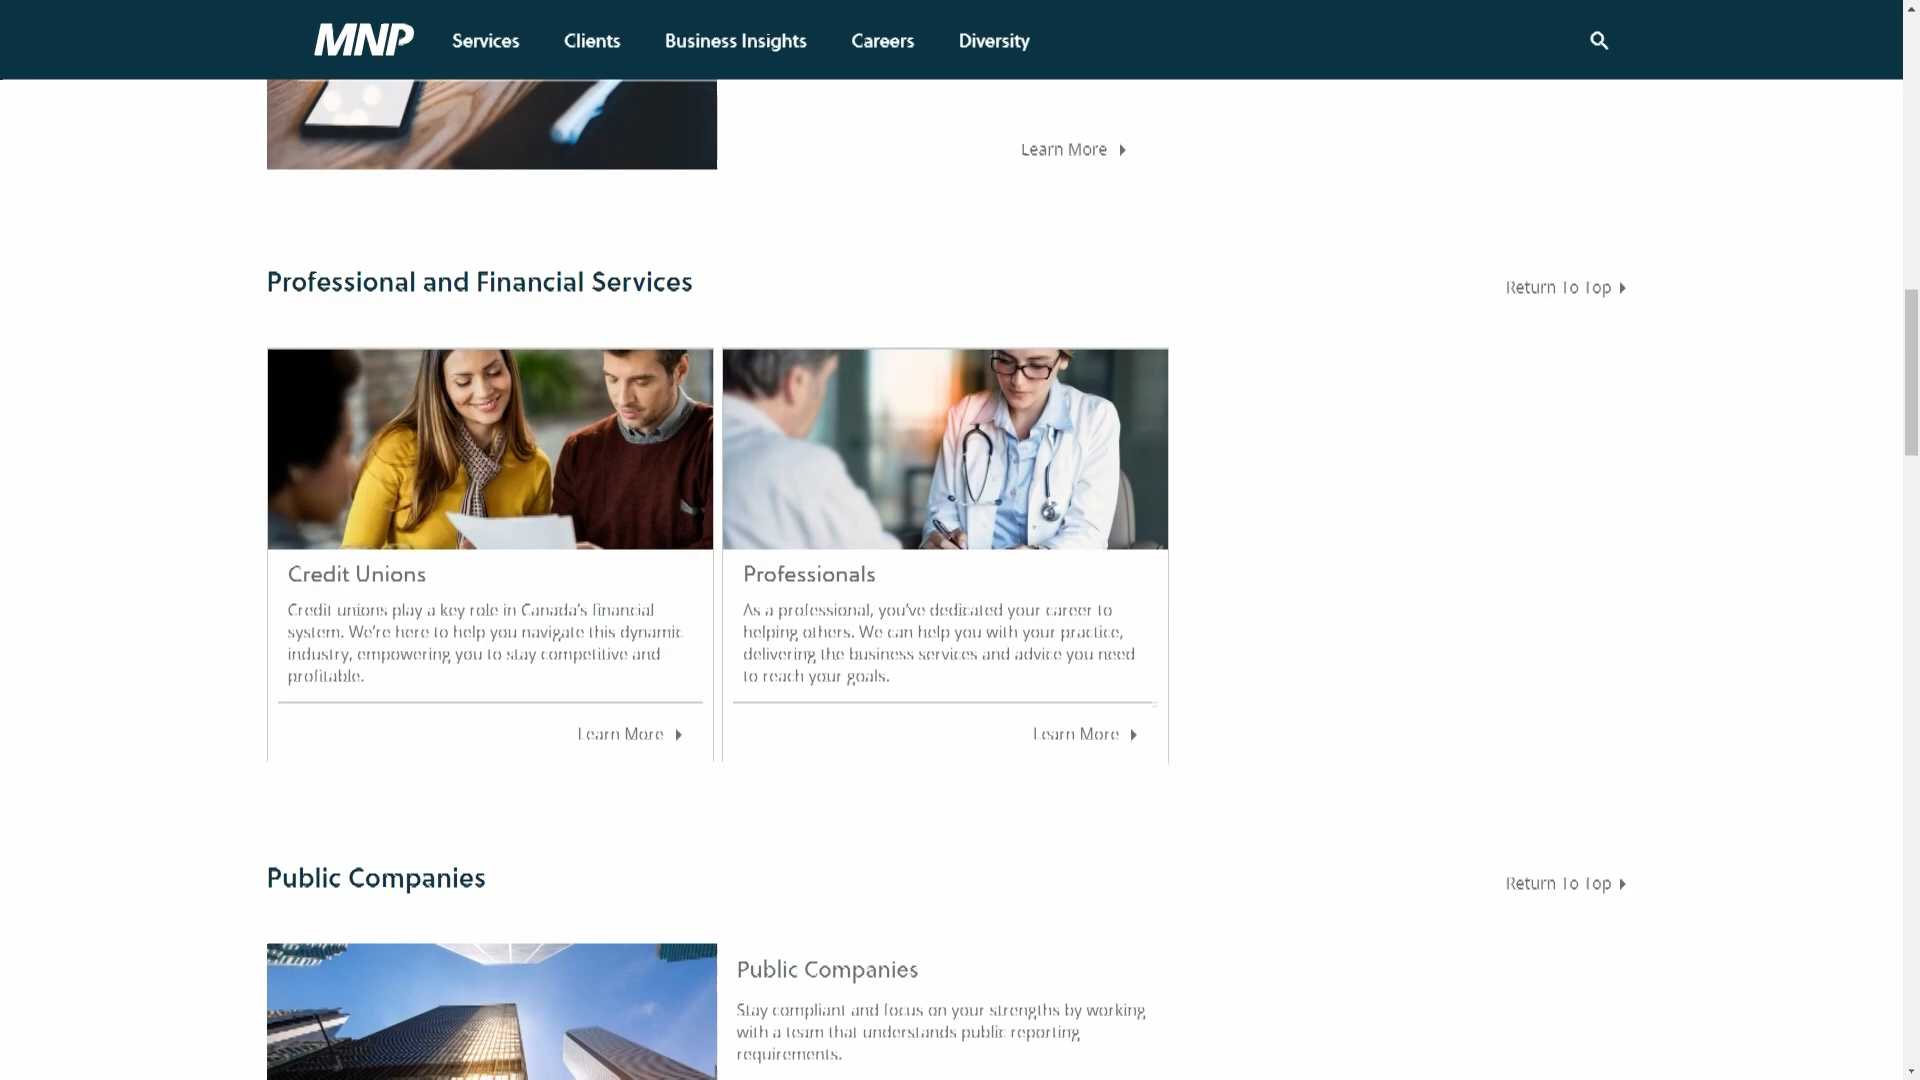 MNP Services Clients Business Insights Careers Diversity
Learn More
Professional and Financial Services
Return To Top
Credit Unions
Credit unions play a key role in Canada's financial
system. We're here to help you navigate this dynamic
industry, empowering you to stay competitive and
profitable.
Learn More
Professionals
As a professional, you've dedicated your career to
helping others. We can help you with your practice,
delivering the business services and advice you need
to reach your goals.
Learn More
Public Companies
Return To Top
Public Companies
Stay compliant and focus on your strengths by working
with a team that understands public reporting
requirements.